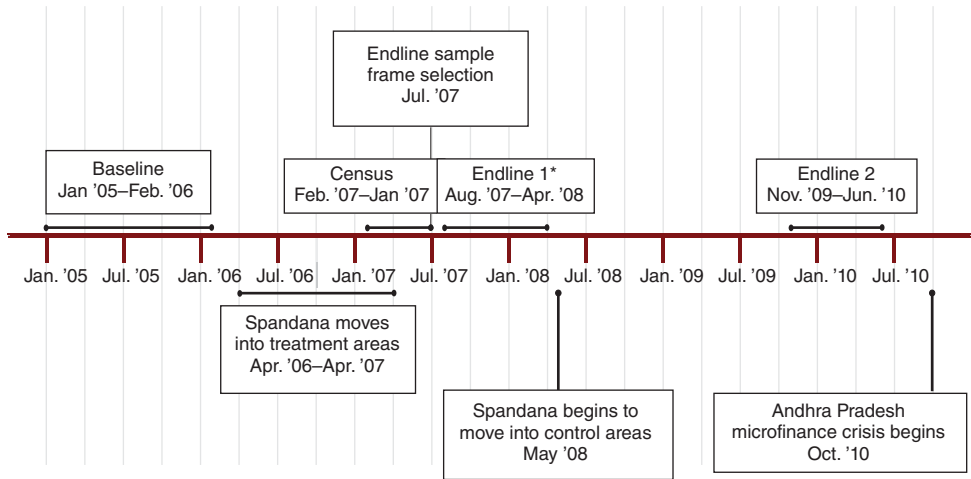 Endline sample
frame selection
Jul. ’07
Baseline
Jan ’05–Feb. ’06
Census
Feb. ’07–Jan ’07
Endline 1*
Aug. ’07–Apr. ’08
Endline 2
Nov. ’09–Jun. ’10
Jan. ’05 Jul. ’05 Jan. ’06 Jul. ’06 Jan. ’07 Jul. ’07 Jan. ’08 Jul. ’08 Jan. ’09 Jul. ’09 Jan. ’10 Jul. ’10
Spandana moves
into treatment areas
Apr. ’06–Apr. ’07
Spandana begins to
move into control areas
May ’08
Andhra Pradesh
microfinance crisis begins
Oct. ’10